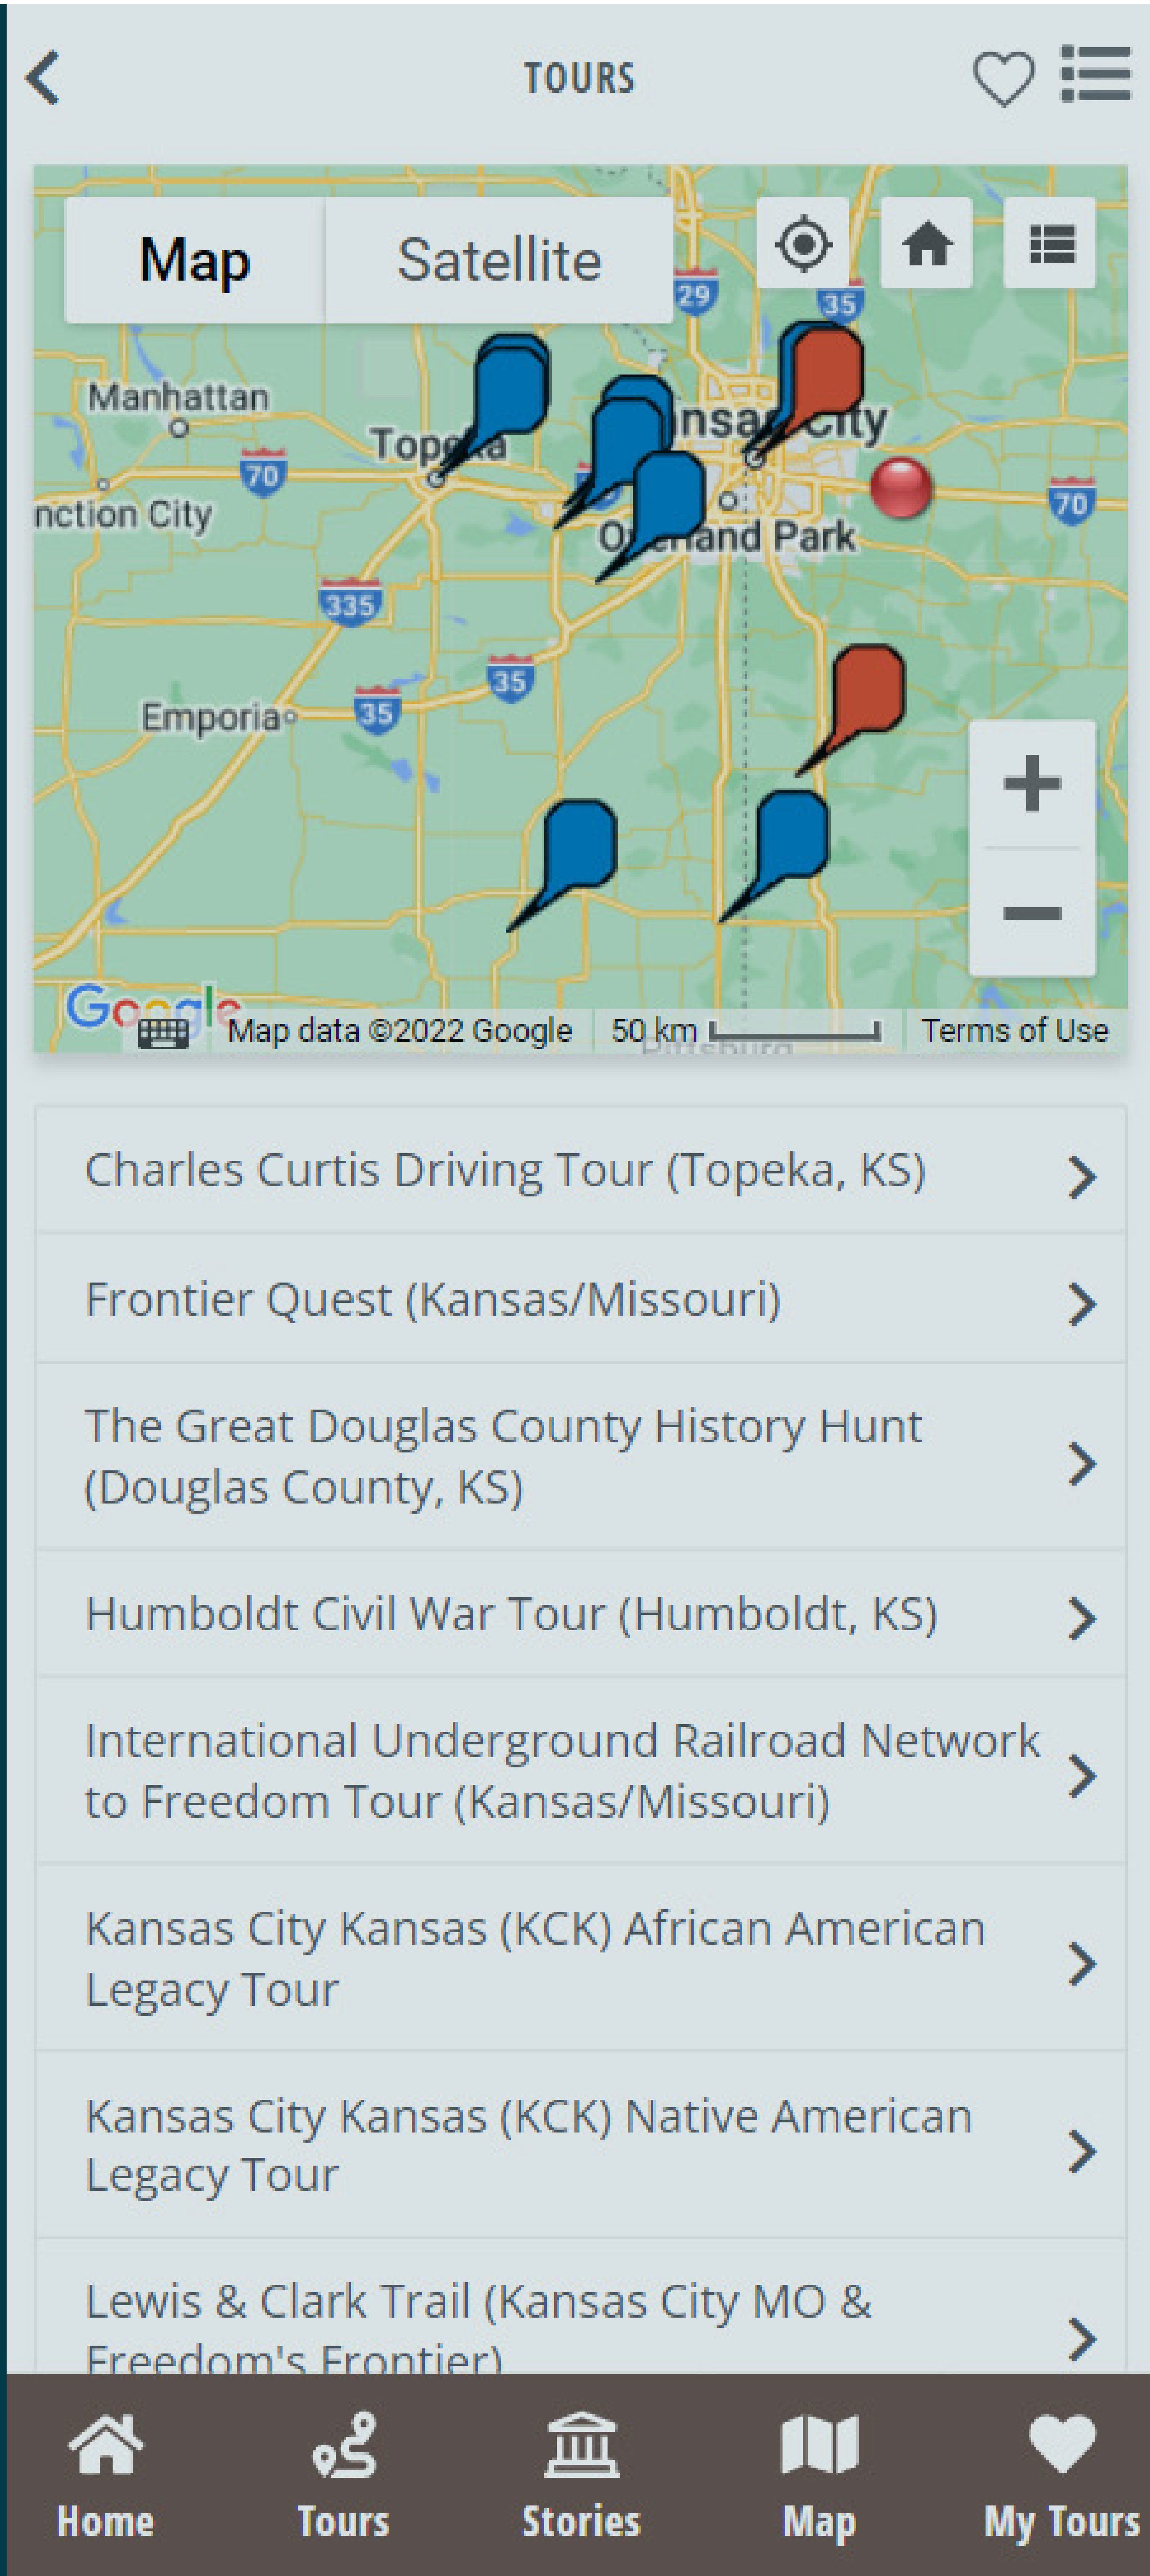 TOURS
Map
Satellite
29
35
Manhattan
Topeka
Kansas City
70
70
nction City
Overland Park
335
35
35
Emporia
Google
Map data ©2022 Google
50 km
Terms of Use
Pittsburg
Charles Curtis Driving Tour (Topeka, KS)
Frontier Quest (Kansas/Missouri)
The Great Douglas County History Hunt
(Douglas County, KS)
Humboldt Civil War Tour (Humboldt, KS)
International Underground Railroad Network
to Freedom Tour (Kansas/Missouri)
Kansas City Kansas (KCK) African American
Legacy Tour
Kansas City Kansas (KCK) Native American
Legacy Tour
Lewis & Clark Trail (Kansas City MO &
Freedom's Frontier)
Home
Tours
Stories
Map
My Tours